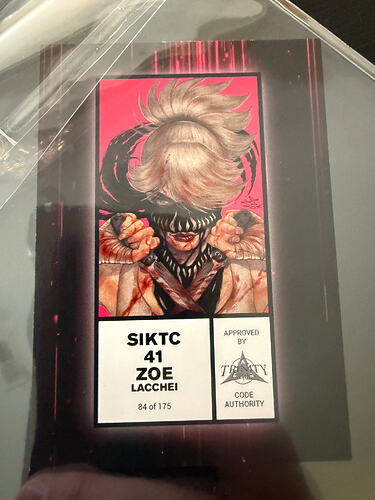 SIKTC
41
ZOE
LACCHEI
84 of 175
APPROVED
BY
TRINITY
CODE
AUTHORITY